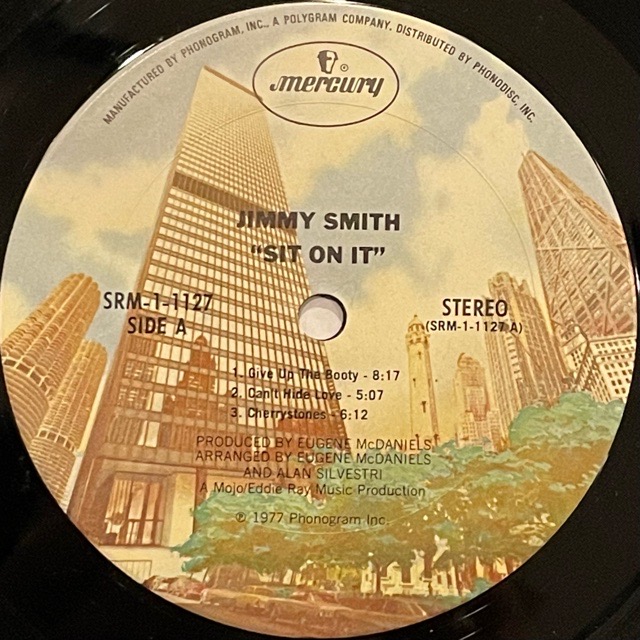 MANUFACTURED BY PHONOGRAM, INC., A POLYGRAM COMPANY. DISTRIBUTED BY PHONODISC, INC.
mercury
JIMMY SMITH
"SIT ON IT"
SRM-1-1127
SIDE A
STEREO
(SRM-1-1127 A)
1. Give Up The Booty - 8:17
2. Can't Hide Love - 5:07
3. Cherrystones - 6:12
PRODUCED BY EUGENE McDANIELS
ARRANGED BY EUGENE McDANIELS
AND ALAN SILVESTRI
A Mojo/Eddie Ray Music Production
℗ 1977 Phonogram Inc.